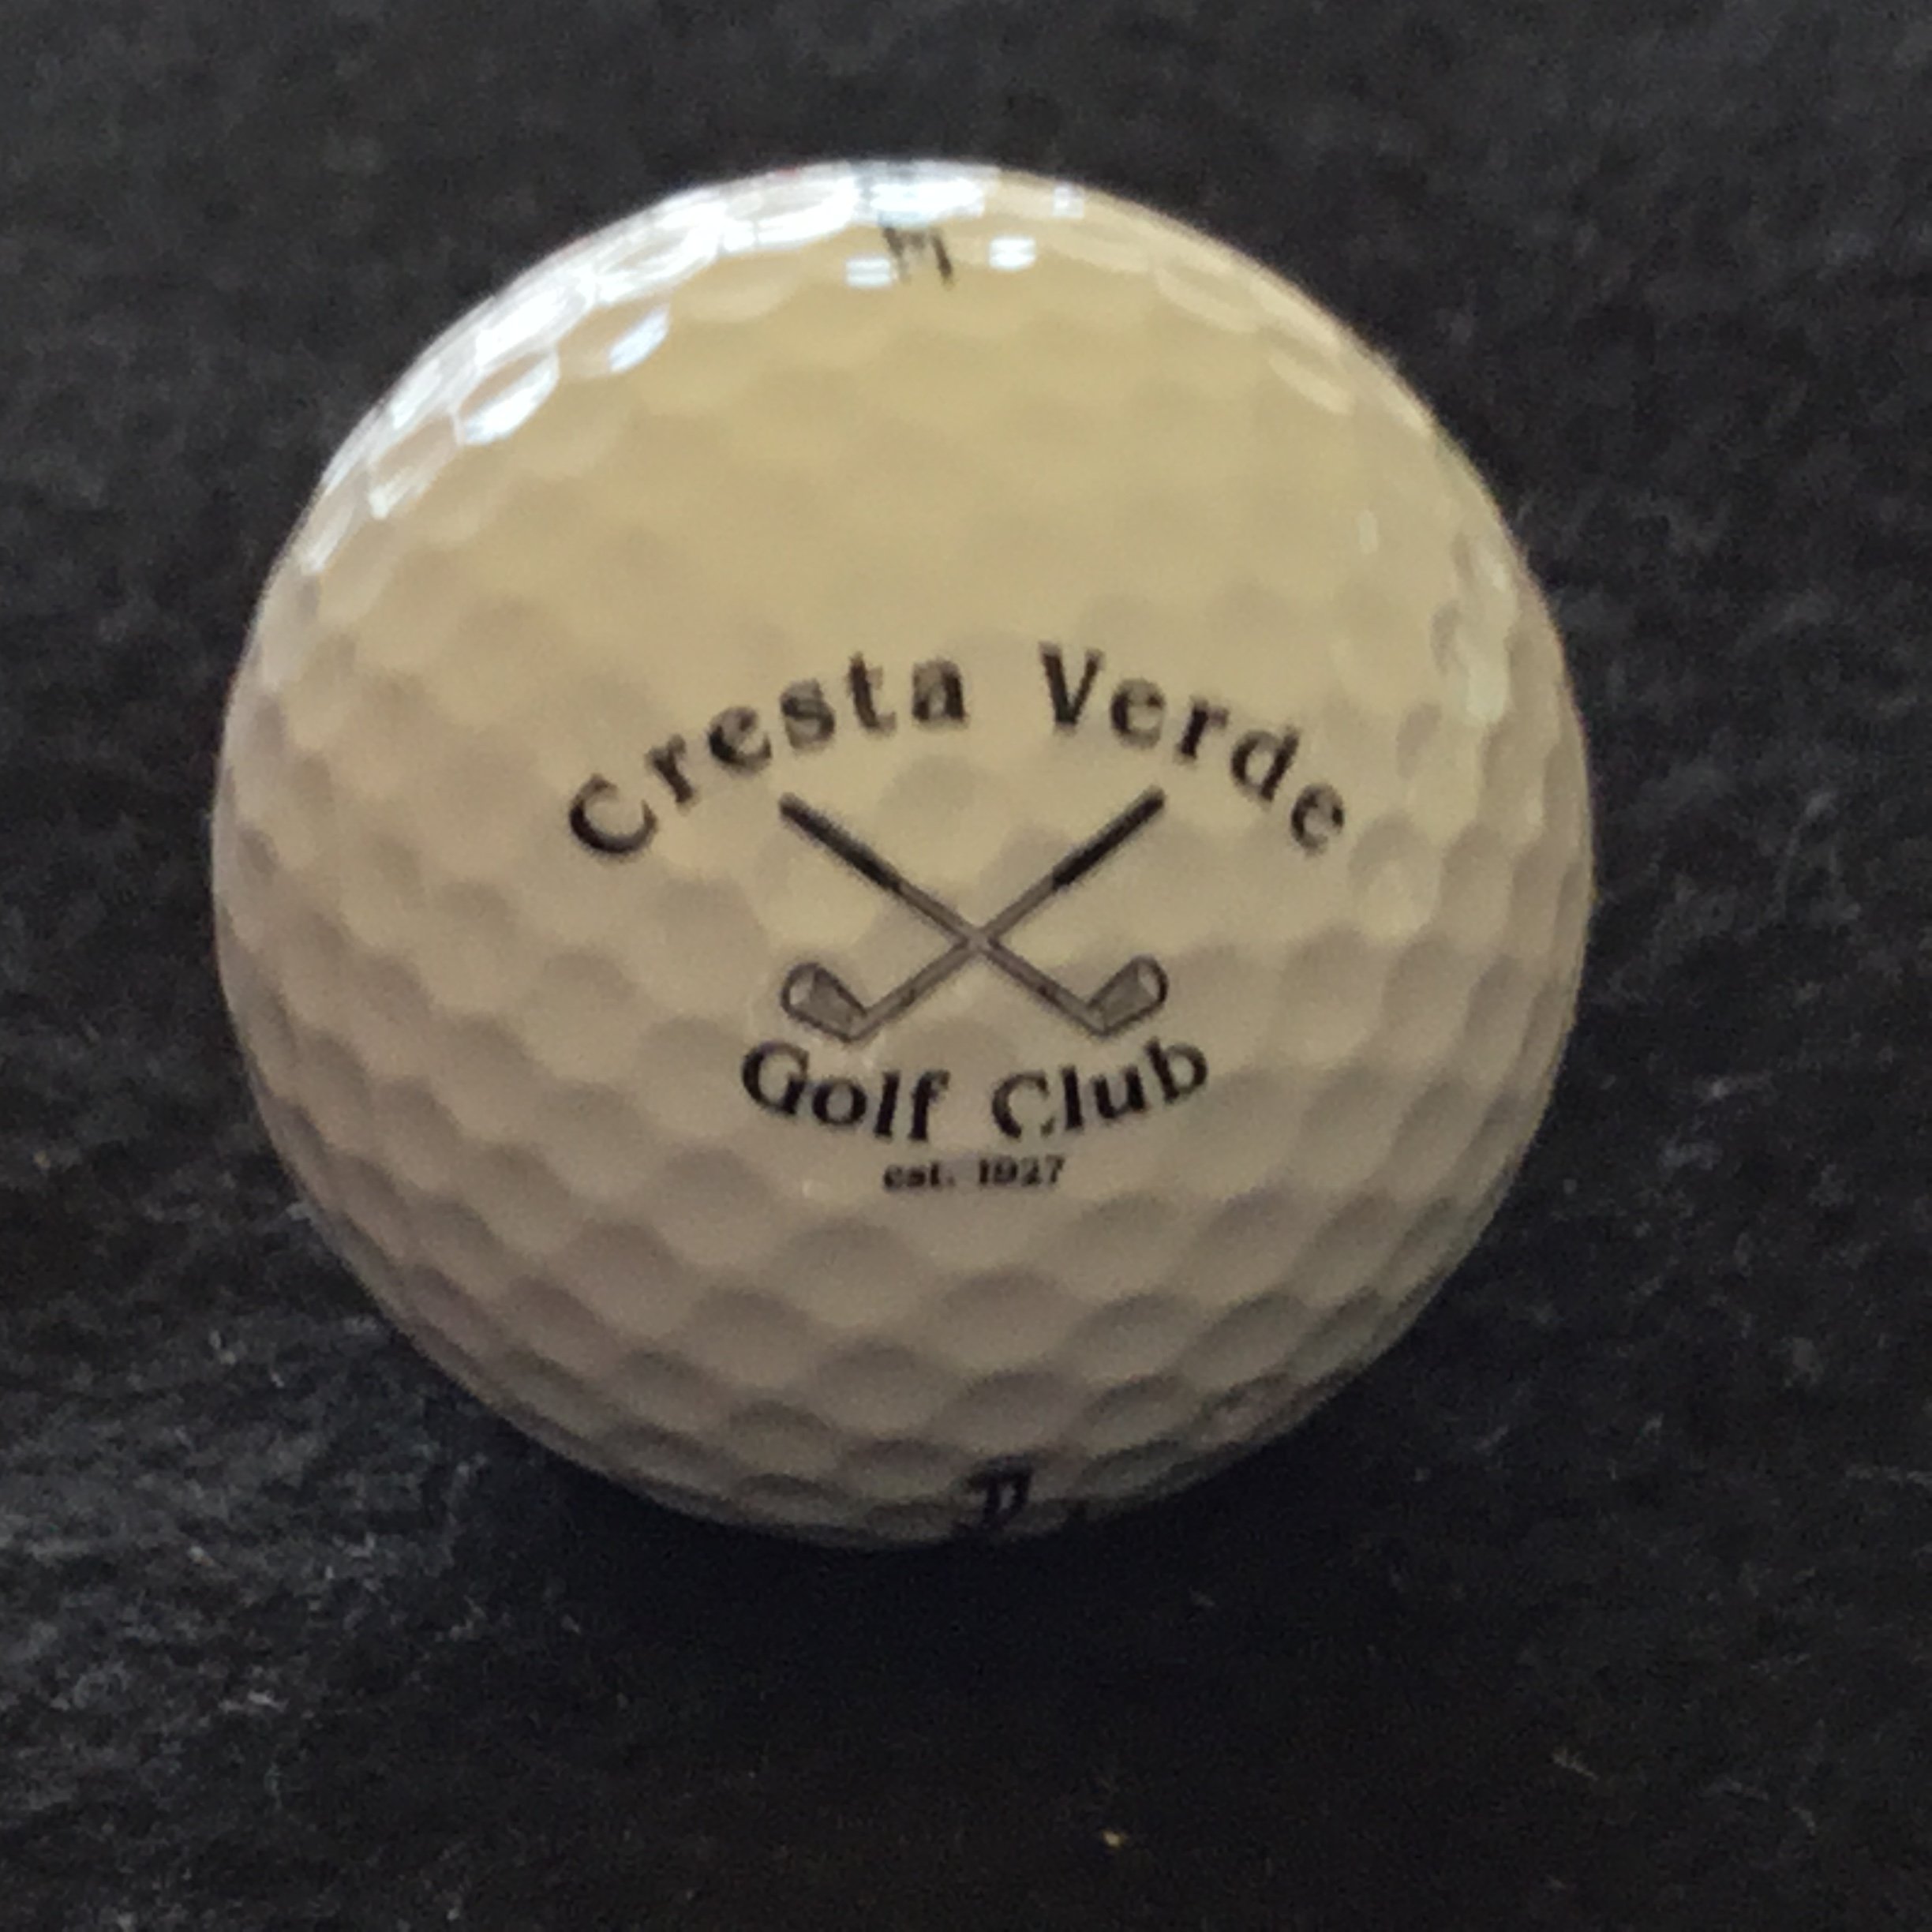 Cresta Verde
Golf Club
est. 1927